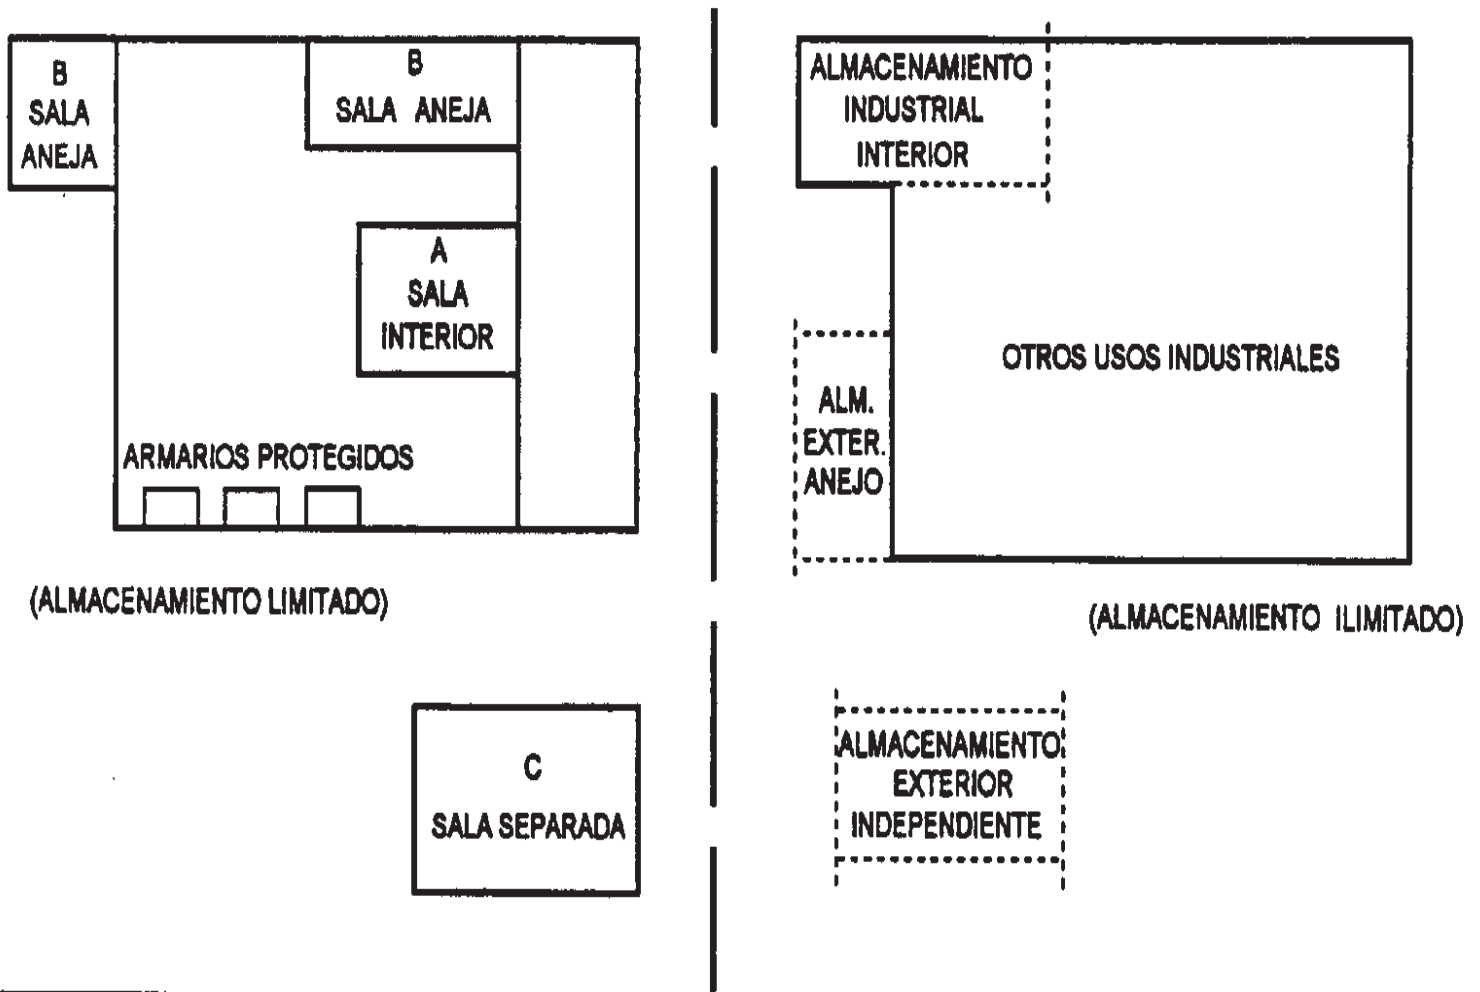 B
SALA
ANEJA
B
SALA ANEJA
A
SALA
INTERIOR
ARMARIOS PROTEGIDOS
(ALMACENAMIENTO LIMITADO)
C
SALA SEPARADA
ALMACENAMIENTO
INDUSTRIAL
INTERIOR
OTROS USOS INDUSTRIALES
ALM.
EXTER.
ANEJO
(ALMACENAMIENTO ILIMITADO)
ALMACENAMIENTO
EXTERIOR
INDEPENDIENTE